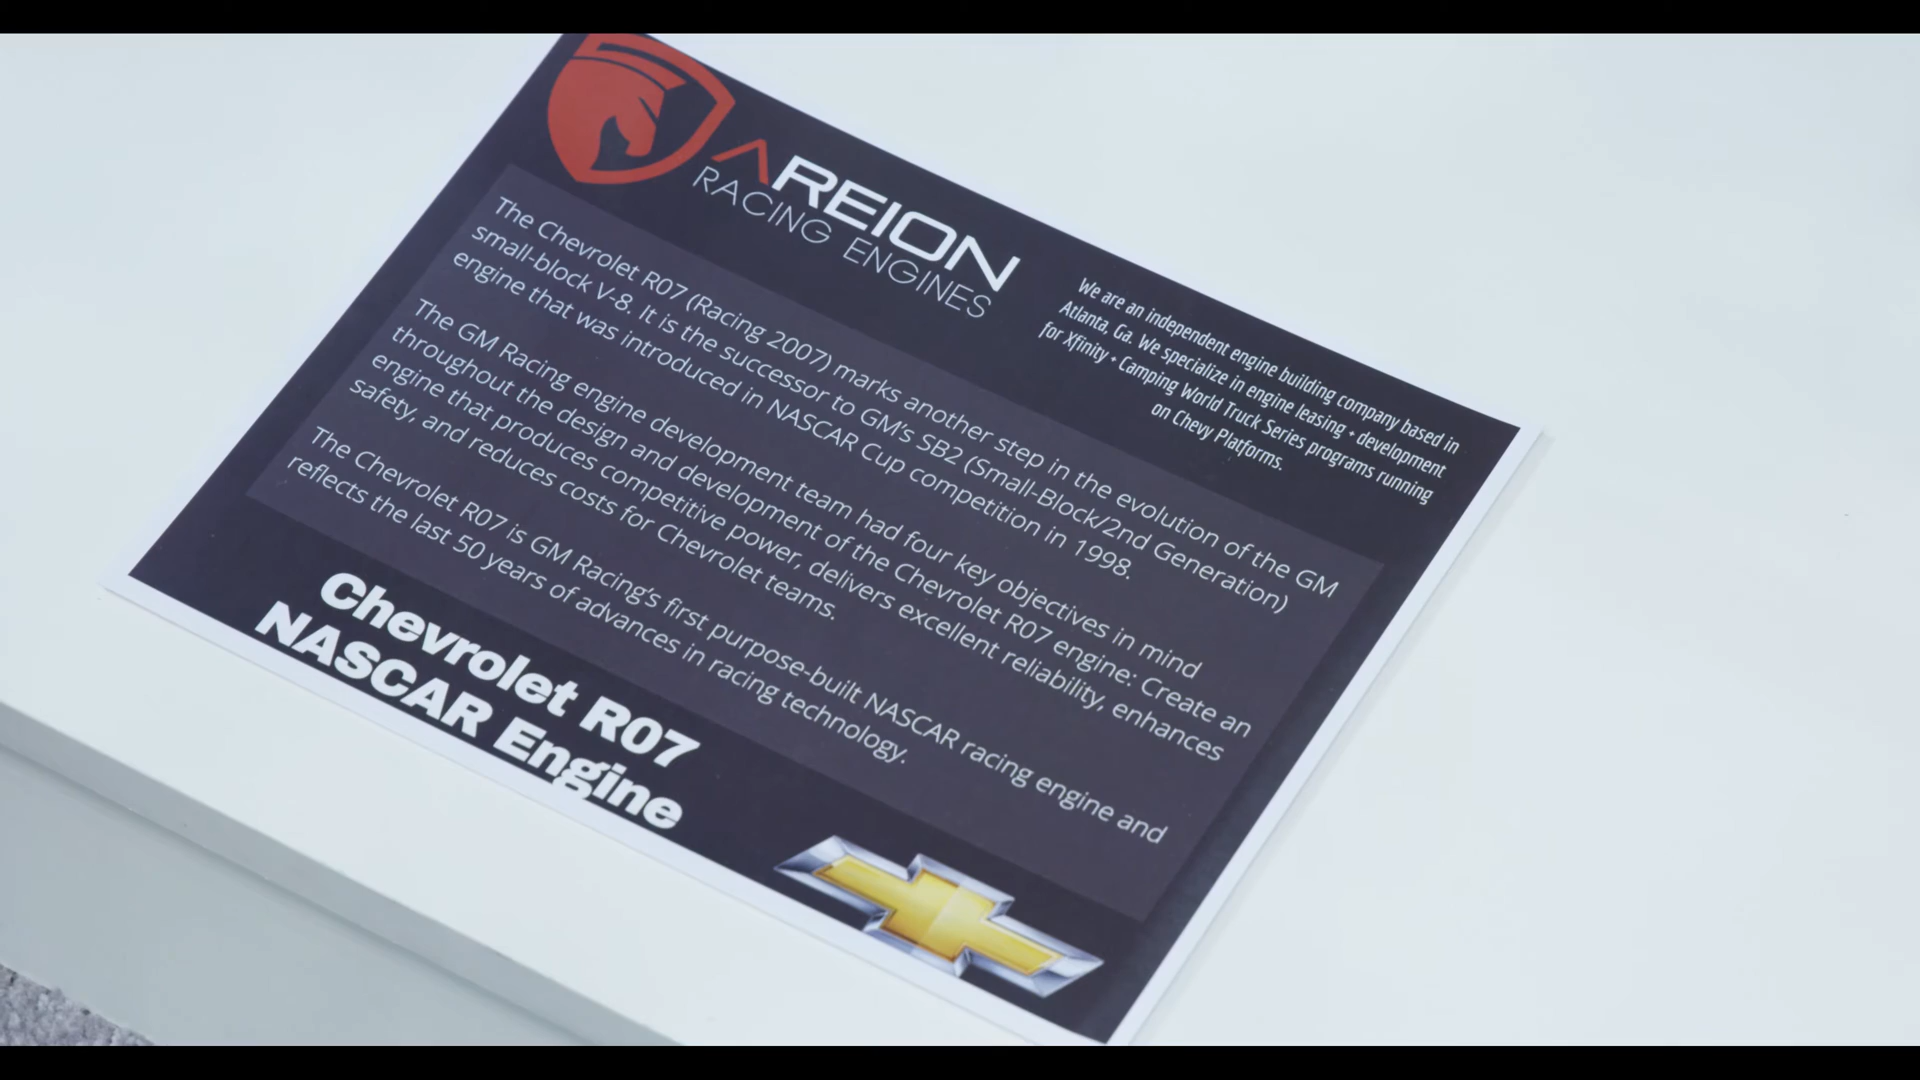 AREION
RACING ENGINES
We are an independent engine building company based in
Atlanta, Ga. We specialize in engine leasing + development
for Xfinity + Camping World Truck Series programs running
on Chevy Platforms.
The Chevrolet R07 (Racing 2007) marks another step in the evolution of the GM
small-block V-8. It is the successor to GM's SB2 (Small-Block/2nd Generation)
engine that was introduced in NASCAR Cup competition in 1998.
The GM Racing engine development team had four key objectives in mind
throughout the design and development of the Chevrolet R07 engine: Create an
engine that produces competitive power, delivers excellent reliability, enhances
safety, and reduces costs for Chevrolet teams.
The Chevrolet R07 is GM Racing's first purpose-built NASCAR racing engine and
reflects the last 50 years of advances in racing technology.
Chevrolet R07
NASCAR Engine